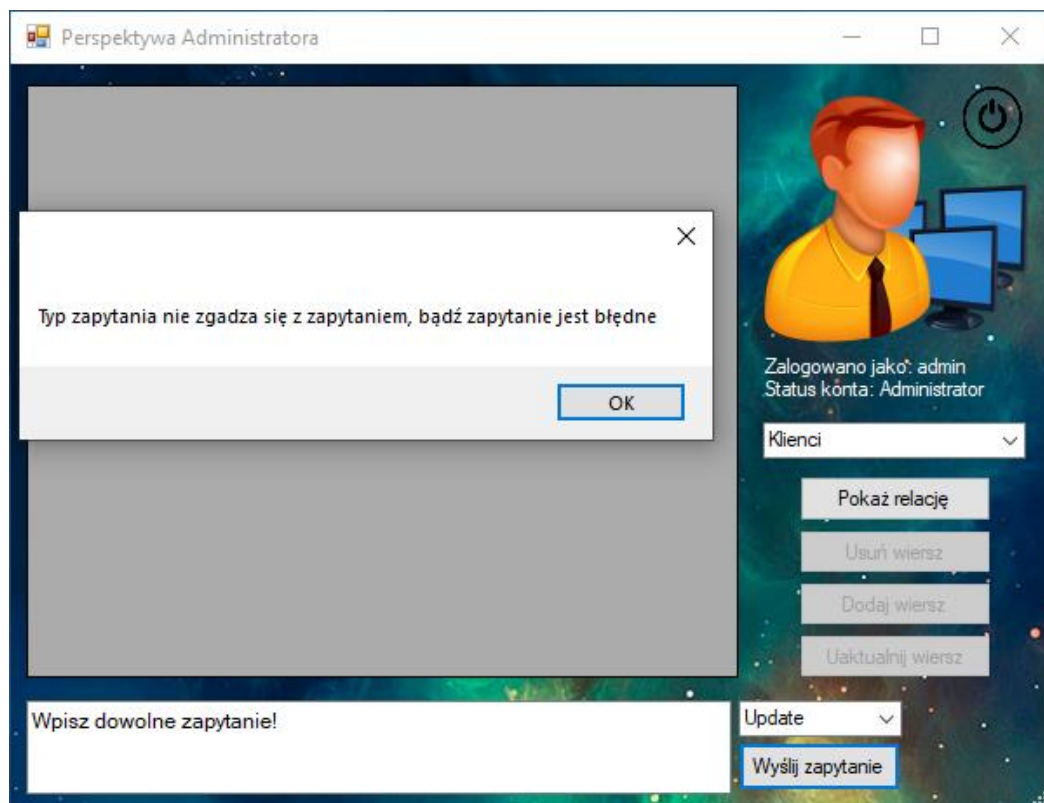 Perspektywa Administratora
Typ zapytania nie zgadza się z zapytaniem, bądź zapytanie jest błędne
OK
Zalogowano jako: admin
Status konta: Administrator
Klienci
Pokaż relację
Usuń wiersz
Dodaj wiersz
Uaktualnij wiersz
Wpisz dowolne zapytanie!
Update
Wyślij zapytanie